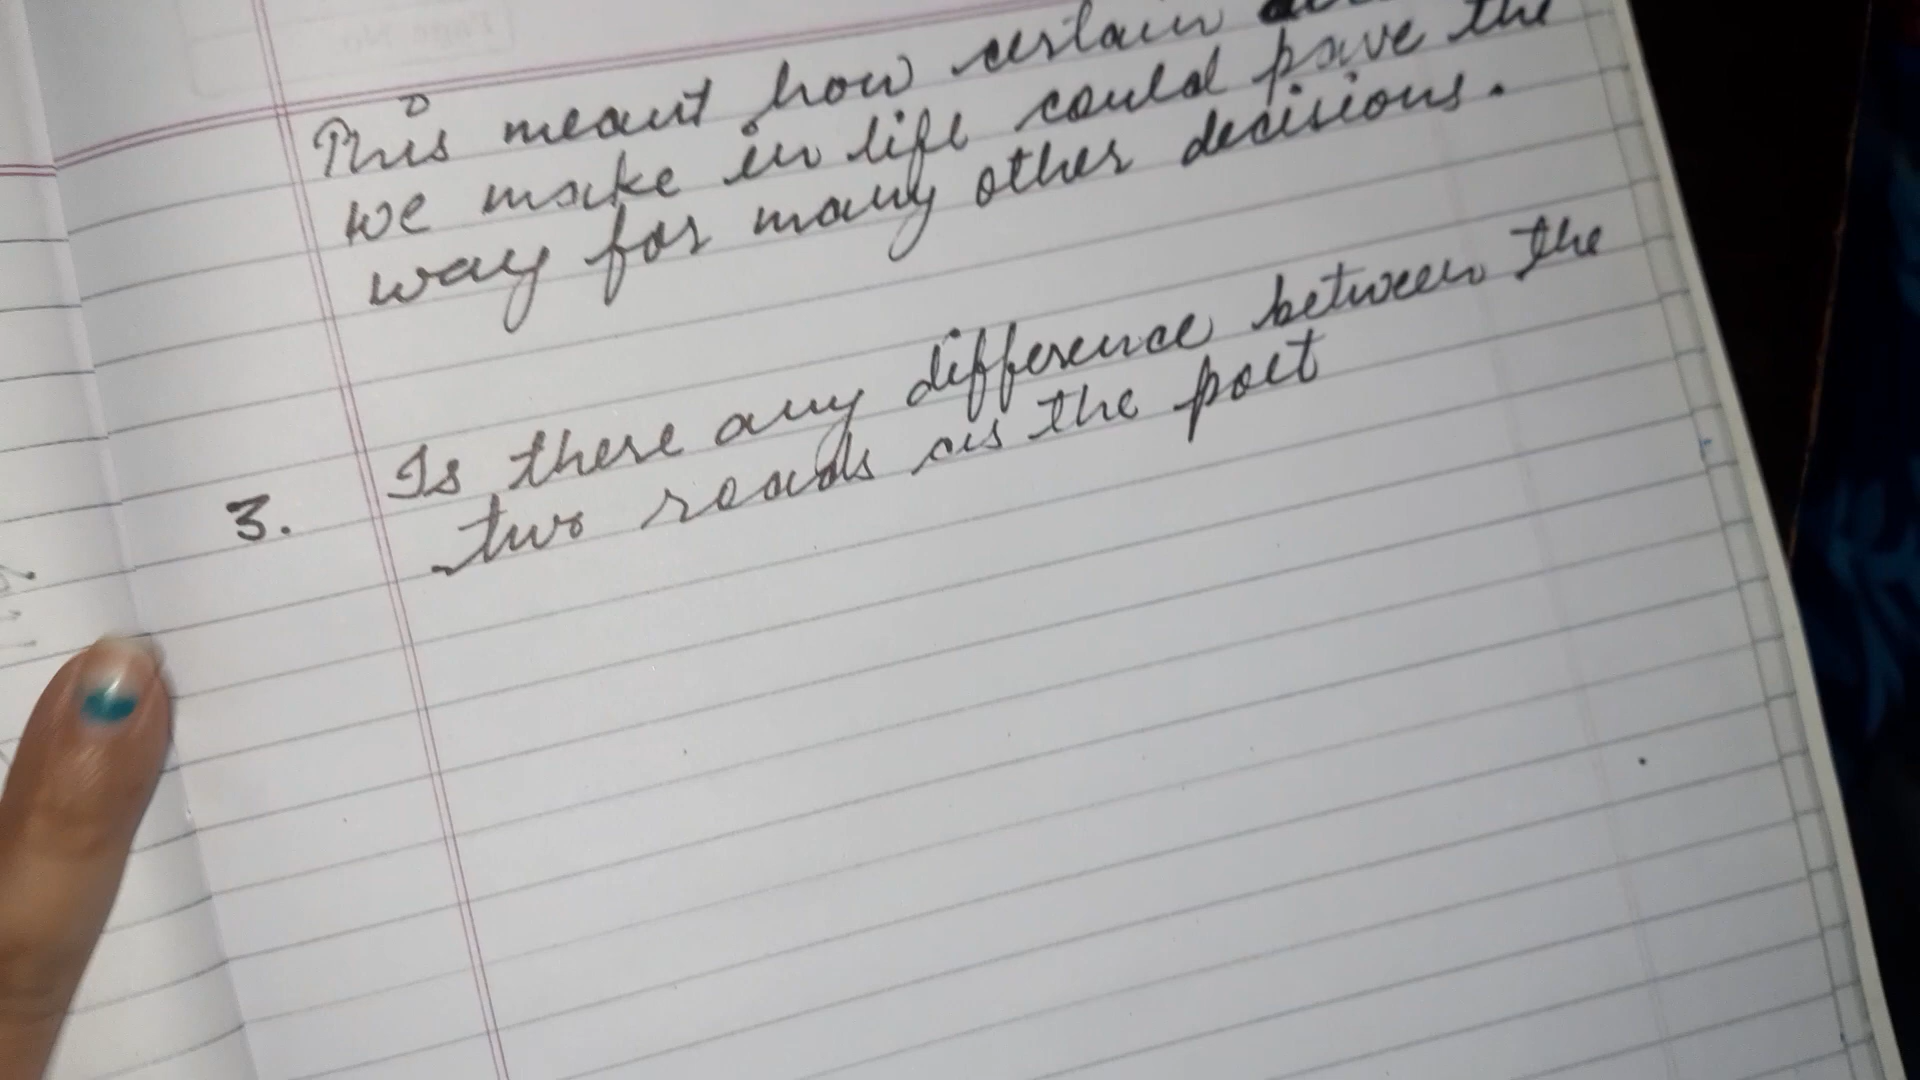 This meant how certain
we make in life could pave the
way for many other decisions.
3. Is there any difference between the
two roads as the poet